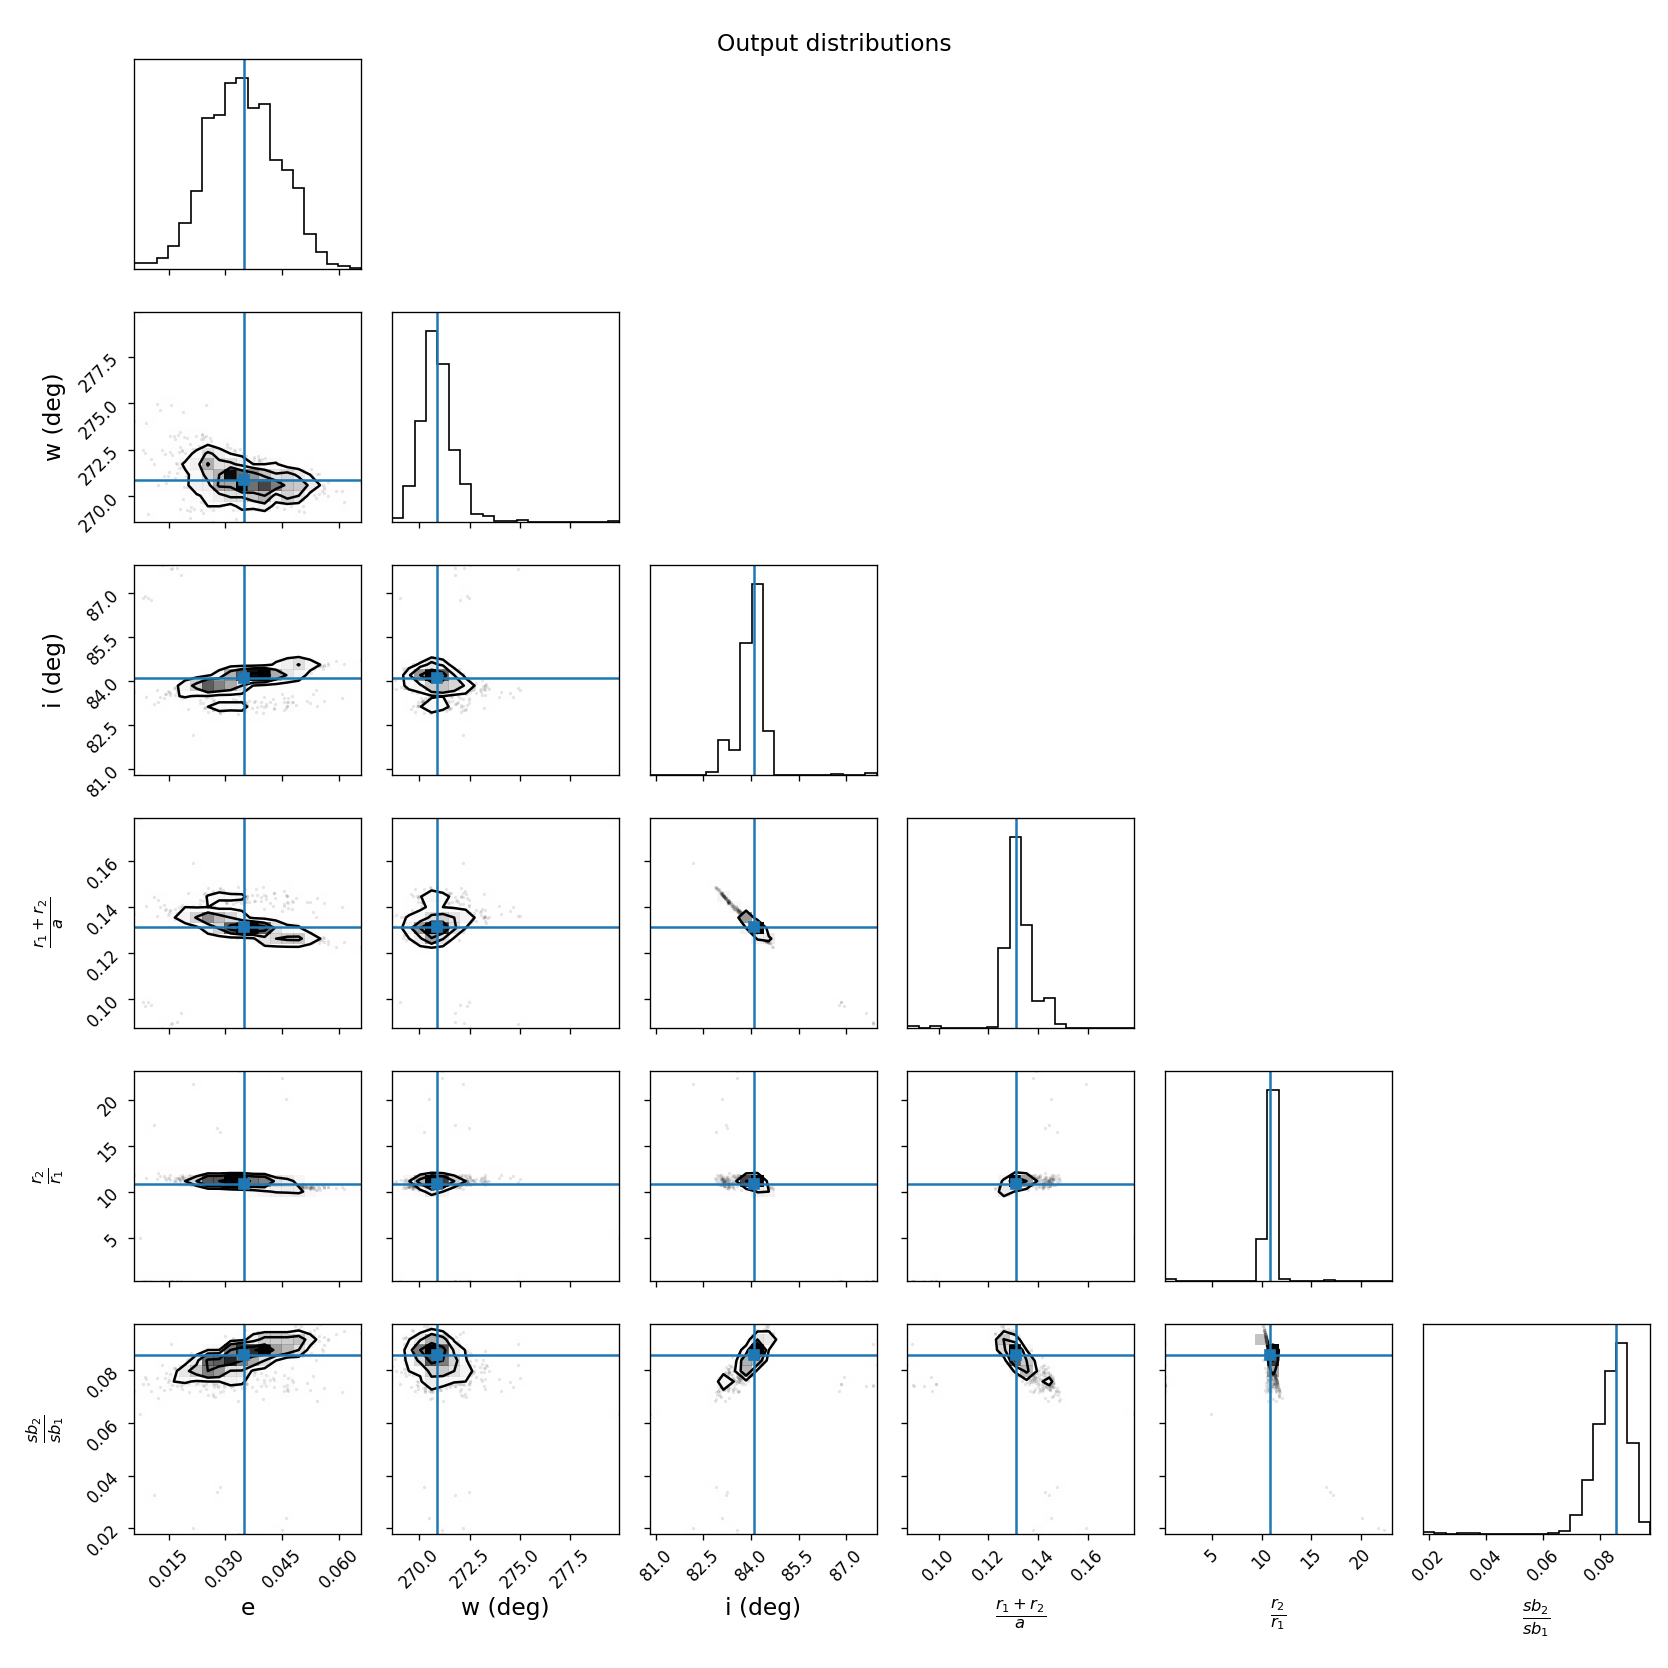 Output distributions
w (deg)
277.5
275.0
272.5
270.0
i (deg)
87.0
85.5
84.0
82.5
81.0
r₁ + r₂
a
0.16
0.14
0.12
0.10
r₂
r₁
20
15
10
5
sb₂
sb₁
0.08
0.06
0.04
0.02
0.015 0.030 0.045 0.060 270.0 272.5 275.0 277.5 81.0 82.5 84.0 85.5 87.0 0.10 0.12 0.14 0.16 5 10 15 20 0.02 0.04 0.06 0.08
e w (deg) i (deg) r₁ + r₂ r₂ sb₂
a r₁ sb₁